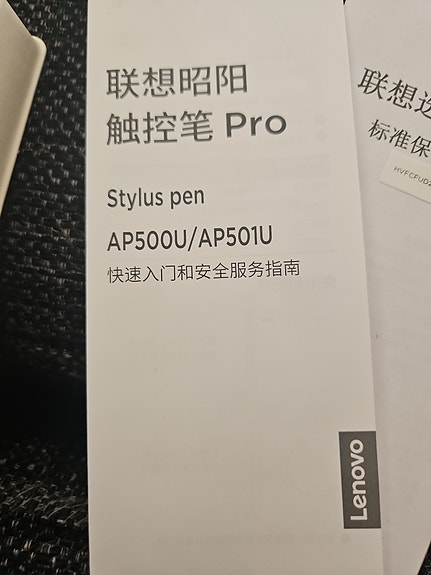 联想昭阳
触控笔 Pro
Stylus pen
AP500U/AP501U
快速入门和安全服务指南
Lenovo
联想
标准保